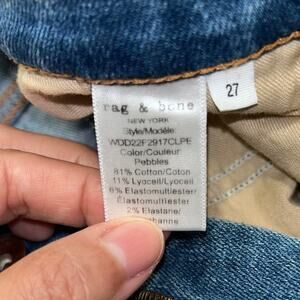 rag & bone
NEW YORK
Style/Modèle:
WDD22F2917CLPE
Color/Couleur
Pebbles
81% Cotton/Coton
11% Lyocell/Lyocell
6% Elastomultiester/
Élastomultiester
2% Elastane/
27